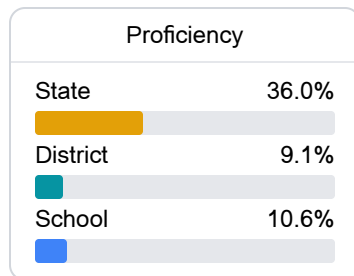 Proficiency
State 36.0%
District 9.1%
School 10.6%